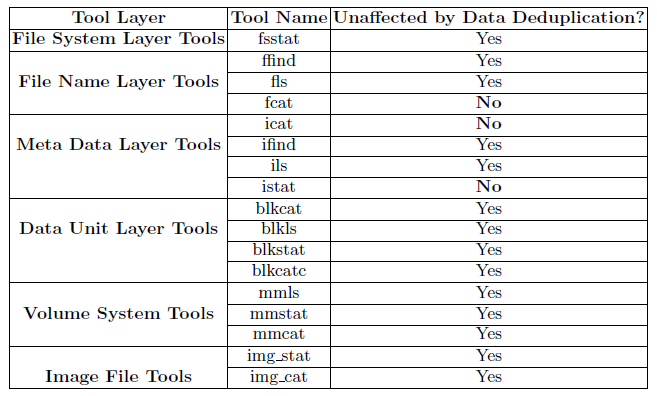 Tool Layer Tool Name Unaffected by Data Deduplication?
File System Layer Tools fsstat Yes
ffind Yes
File Name Layer Tools fls Yes
fcat No
icat No
Meta Data Layer Tools ifind Yes
ils Yes
istat No
blkcat Yes
Data Unit Layer Tools blkls Yes
blkstat Yes
blkcatc Yes
mmls Yes
Volume System Tools mmstat Yes
mmcat Yes
img_stat Yes
Image File Tools img_cat Yes